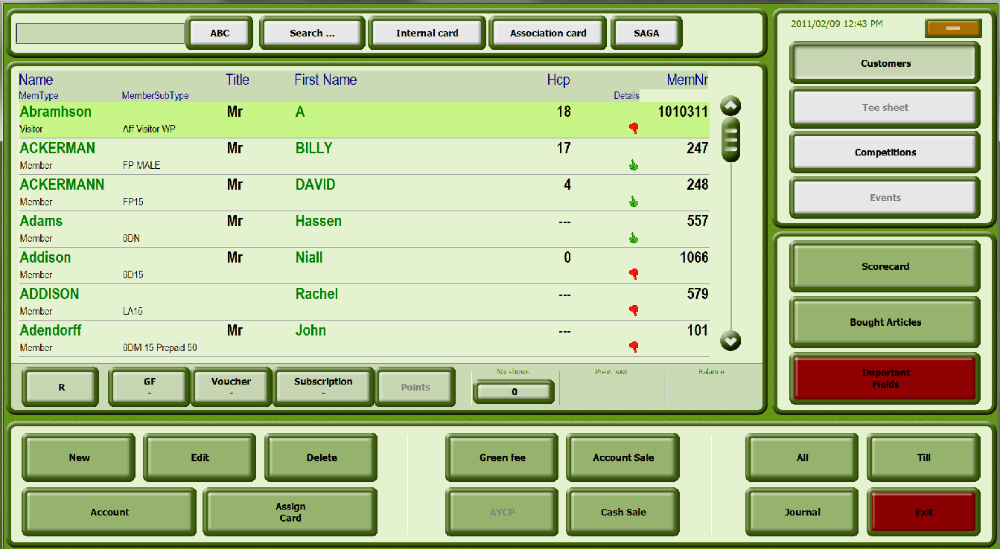 ABC Search ... Internal card Association card SAGA
2011/02/09 12:43 PM
Name Title First Name Hcp MemNr
MemType MemberSubType Details
Abramhson Mr A 18 1010311
Visitor Aff Visitor WP
ACKERMAN Mr BILLY 17 247
Member FP MALE
ACKERMANN Mr DAVID 4 248
Member FP15
Adams Mr Hassen --- 557
Member 6DN
Addison Mr Niall 0 1066
Member 6D15
ADDISON Rachel --- 579
Member LA15
Adendorff Mr John --- 101
Member 6DM 15 Prepaid 50
R
GF
-
Voucher
-
Subscription
-
Points
No shows
0
Prev. visit
Balance
Customers
Tee sheet
Competitions
Events
Scorecard
Bought Articles
Important
Fields
New Edit Delete Green fee Account Sale All Till
Account
Assign
Card
AYCP Cash Sale Journal Exit